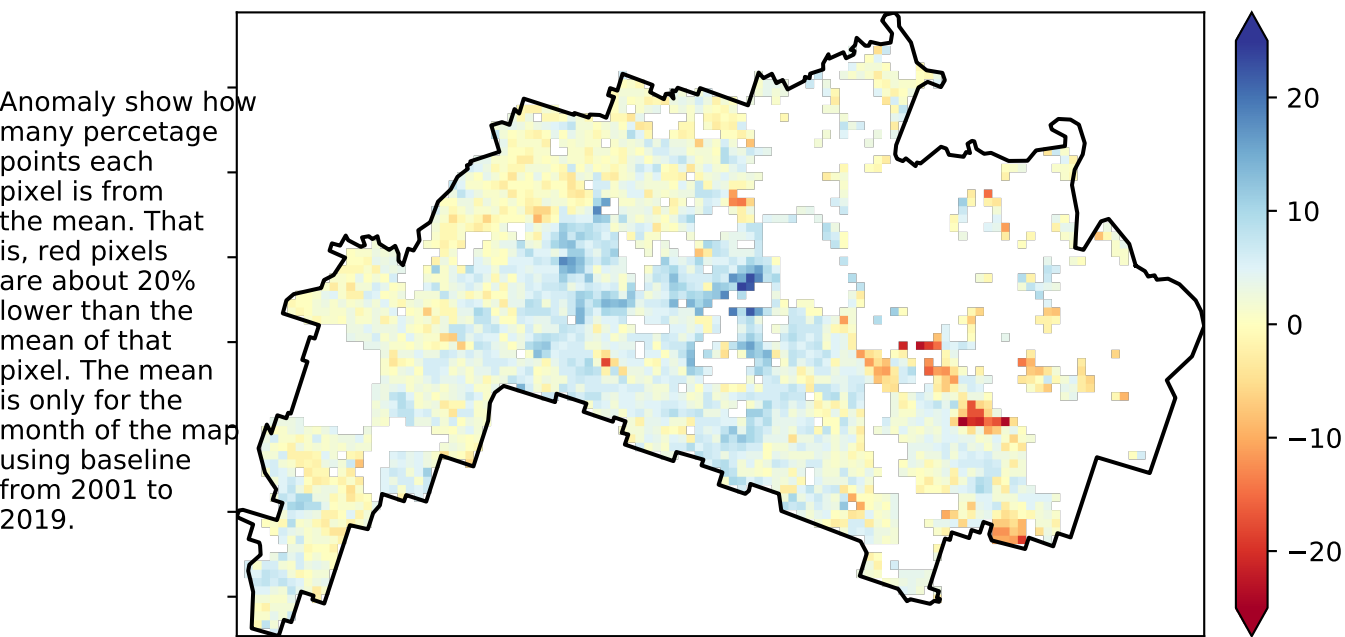 Anomaly show how
many percetage
points each
pixel is from
the mean. That
is, red pixels
are about 20%
lower than the
mean of that
pixel. The mean
is only for the
month of the map
using baseline
from 2001 to
2019.
20
10
0
−10
−20